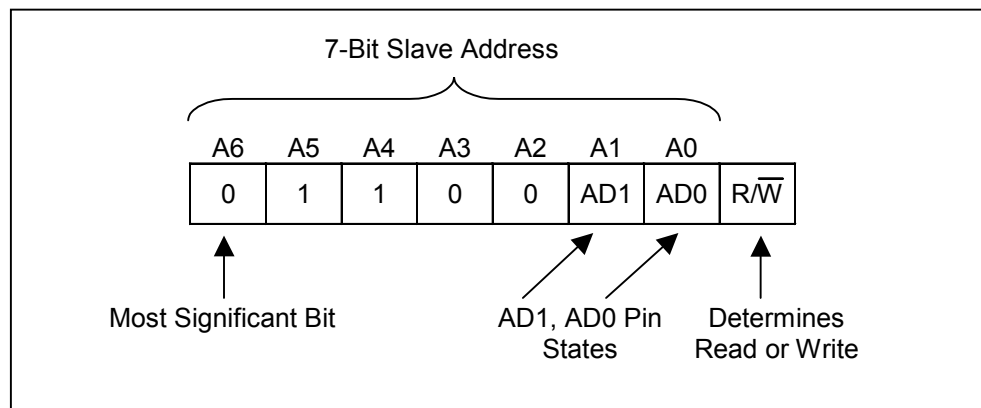 7-Bit Slave Address
A6 A5 A4 A3 A2 A1 A0
0 1 1 0 0 AD1 AD0 R/W̅
Most Significant Bit
AD1, AD0 Pin
States
Determines
Read or Write